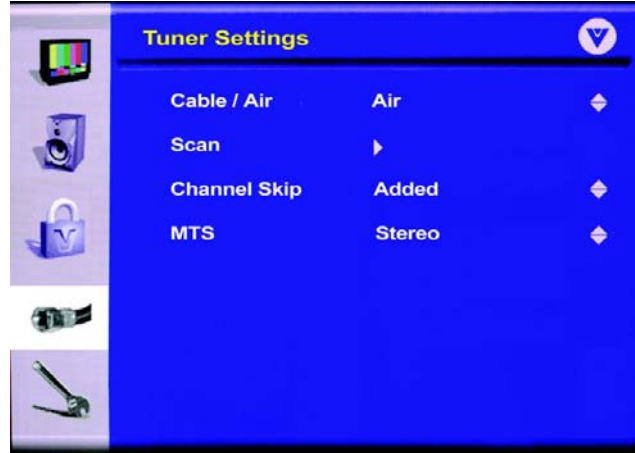 Tuner Settings
V
Cable / Air Air
Scan
Channel Skip Added
MTS Stereo